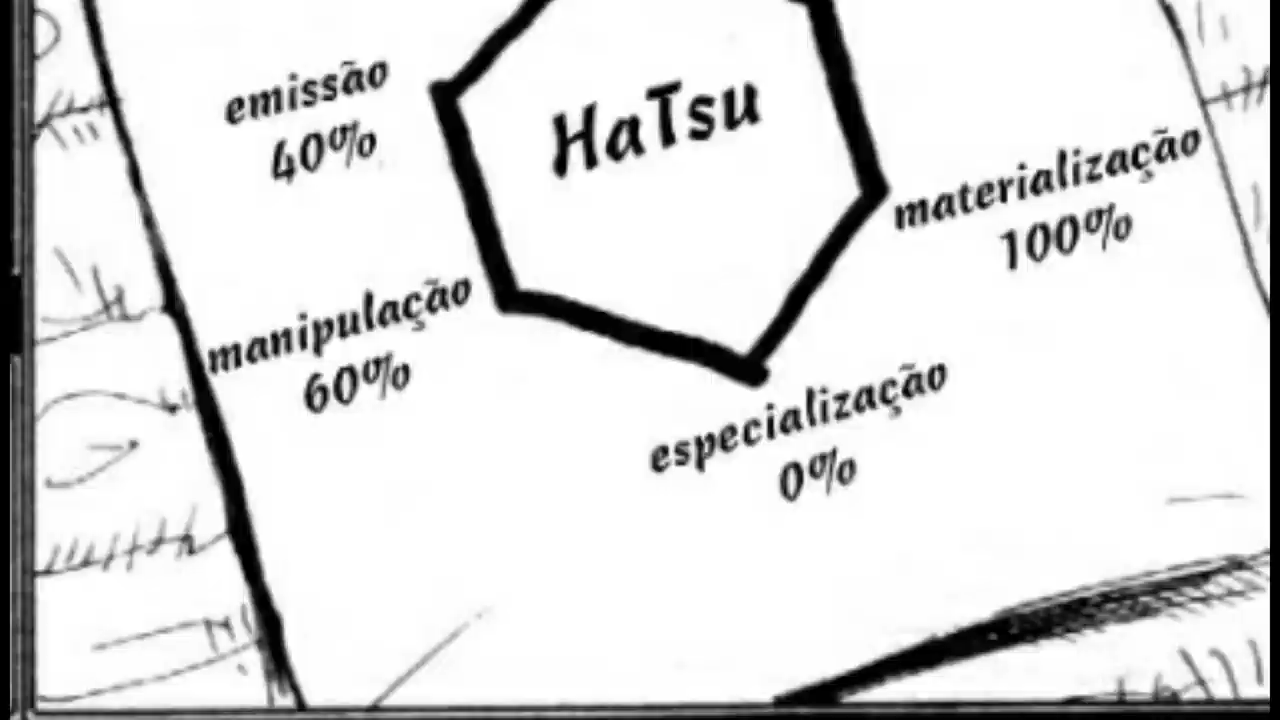 emissão
40%
HaTsu
materialização
100%
manipulação
60%
especialização
0%